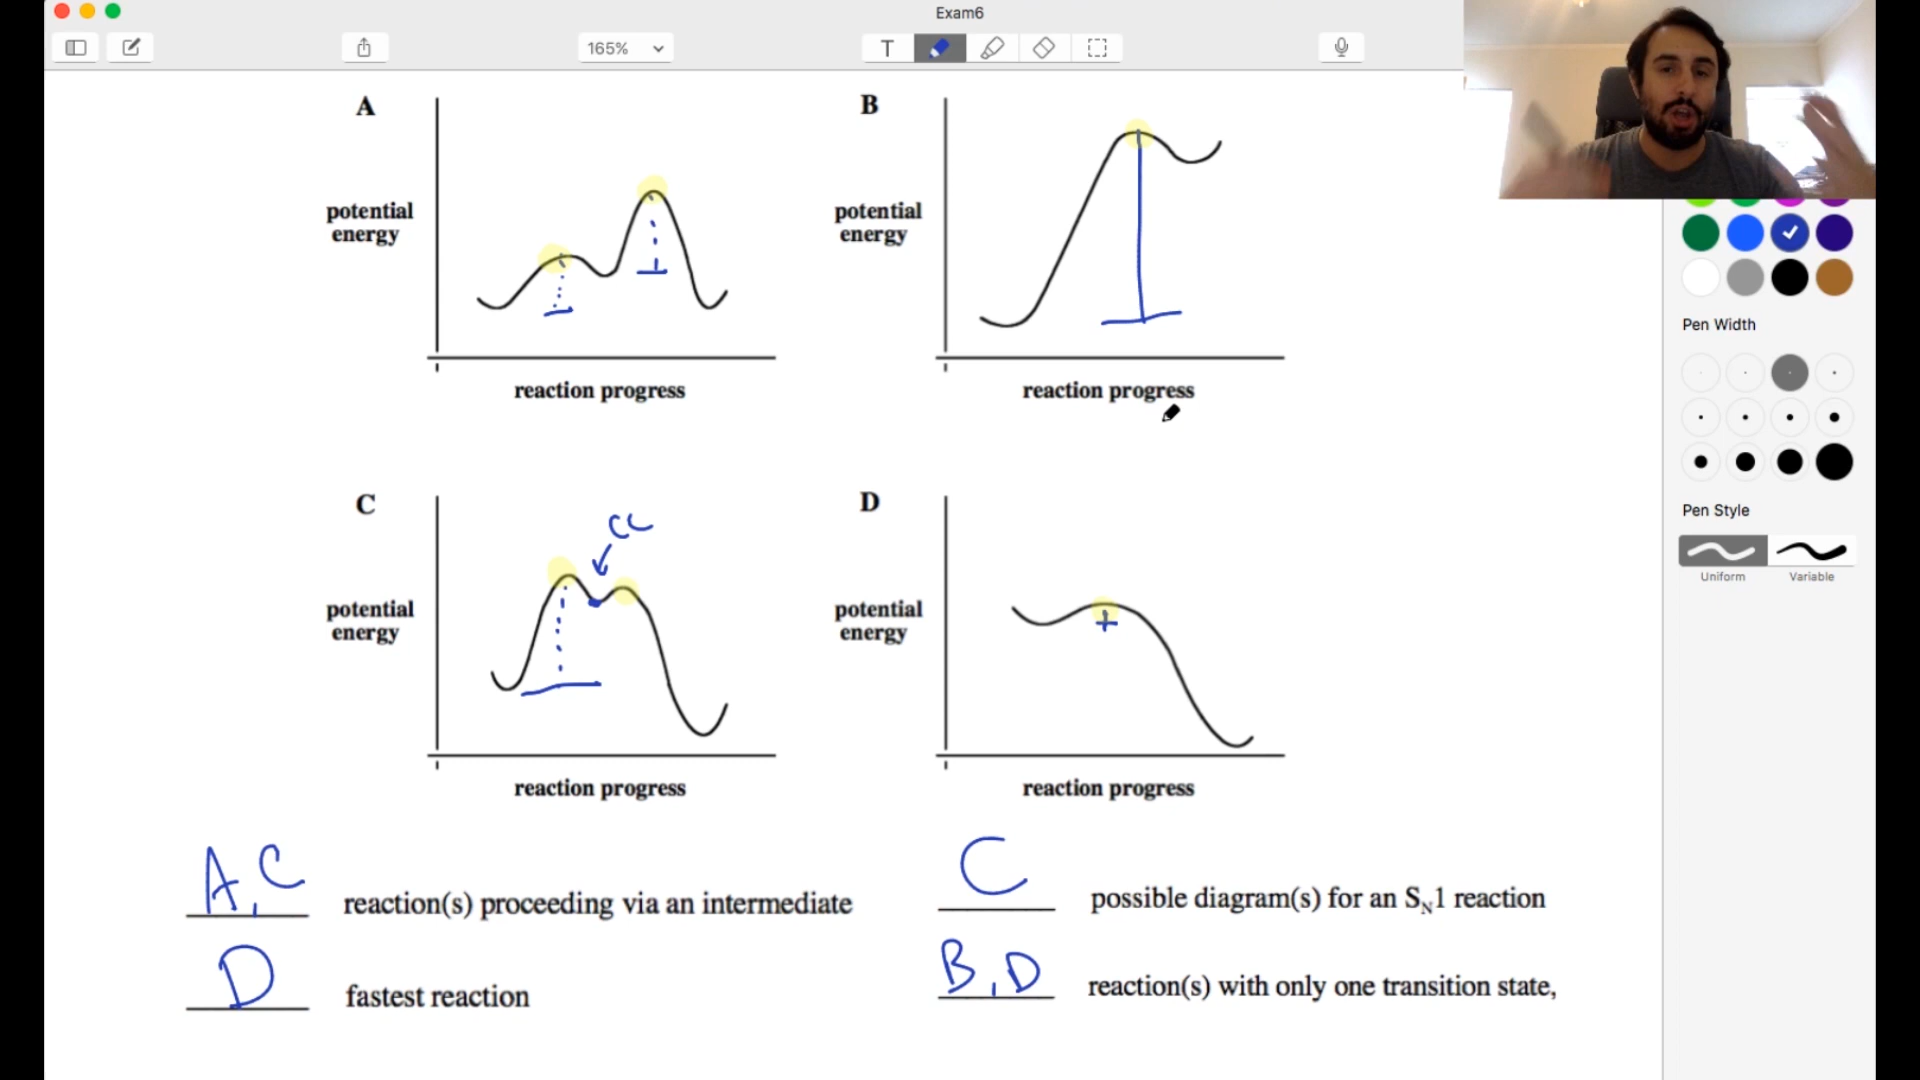 Exam6
165%
T
A
potential
energy
reaction progress
B
potential
energy
reaction progress
C
CC
potential
energy
reaction progress
D
potential
energy
reaction progress
A, C reaction(s) proceeding via an intermediate
C possible diagram(s) for an SN1 reaction
D fastest reaction
B, D reaction(s) with only one transition state,
Pen Width
Pen Style
Uniform
Variable